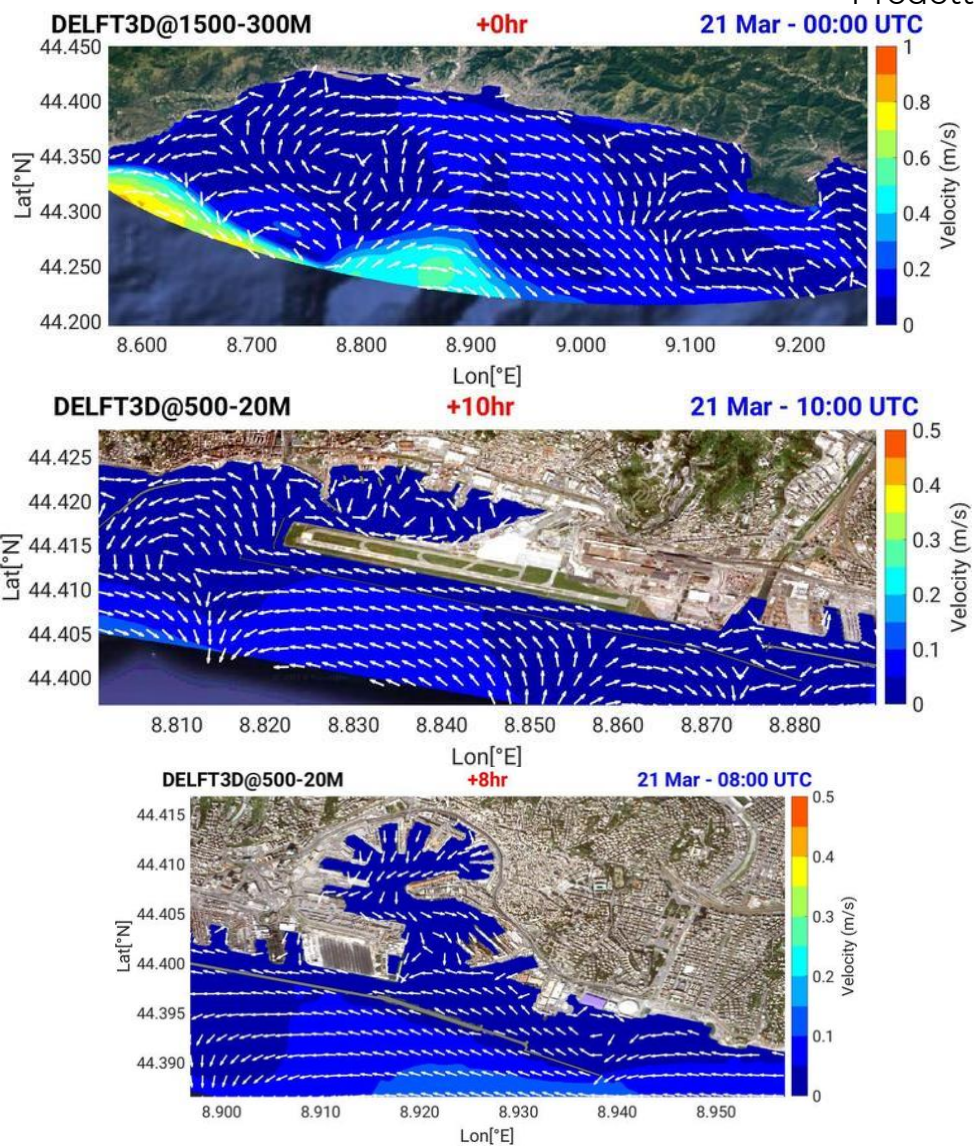 DELFT3D@1500-300M +0hr 21 Mar - 00:00 UTC
44.450
44.400
44.350
44.300
44.250
44.200
Lat[°N]
8.600 8.700 8.800 8.900 9.000 9.100 9.200
Lon[°E]
1
0.8
0.6
0.4
0.2
0
Velocity (m/s)
DELFT3D@500-20M +10hr 21 Mar - 10:00 UTC
44.425
44.420
44.415
44.410
44.405
44.400
Lat[°N]
8.810 8.820 8.830 8.840 8.850 8.860 8.870 8.880
Lon[°E]
0.5
0.4
0.3
0.2
0.1
0
Velocity (m/s)
DELFT3D@500-20M +8hr 21 Mar - 08:00 UTC
44.415
44.410
44.405
44.400
44.395
44.390
Lat[°N]
8.900 8.910 8.920 8.930 8.940 8.950
Lon[°E]
0.5
0.4
0.3
0.2
0.1
0
Velocity (m/s)